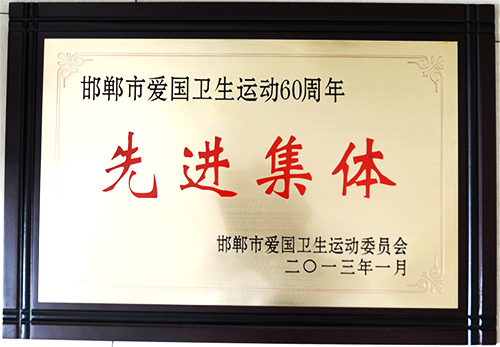 邯郸市爱国卫生运动60周年
先进集体
邯郸市爱国卫生运动委员会
二〇一三年一月